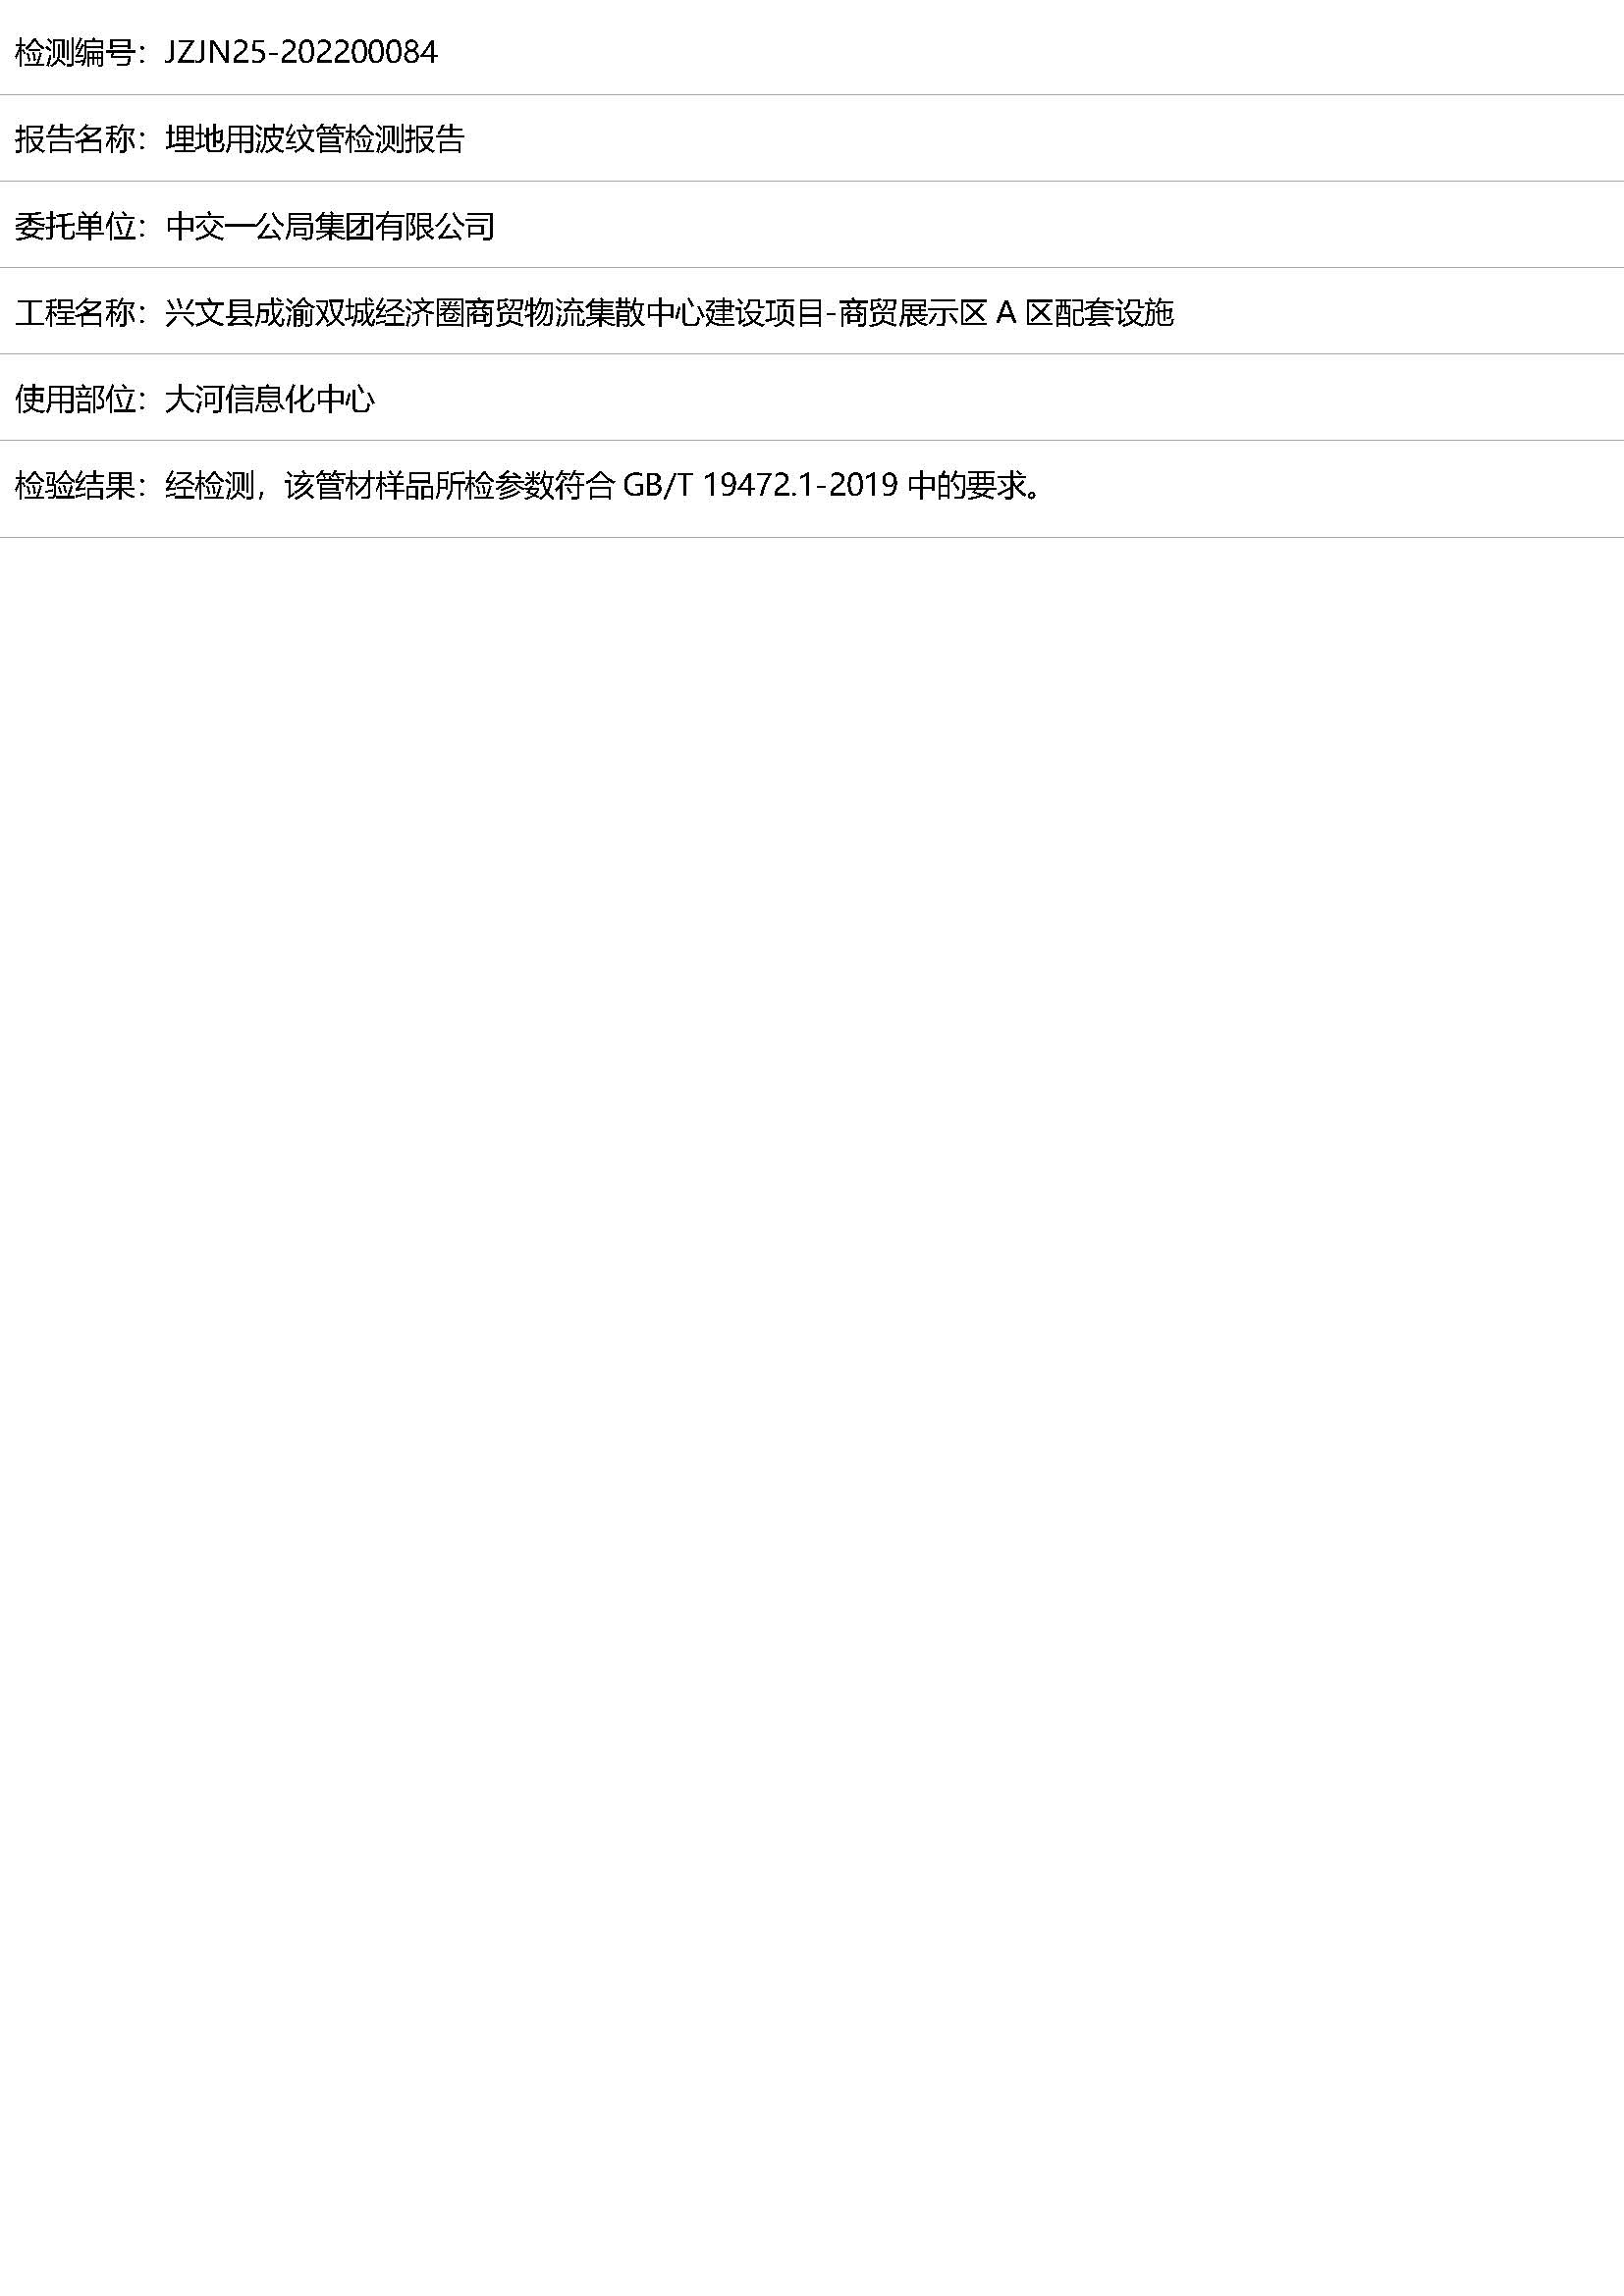 检测编号：JZJN25-202200084
报告名称：埋地用波纹管检测报告
委托单位：中交一公局集团有限公司
工程名称：兴文县成渝双城经济圈商贸物流集散中心建设项目-商贸展示区 A 区配套设施
使用部位：大河信息化中心
检验结果：经检测，该管材样品所检参数符合 GB/T 19472.1-2019 中的要求。